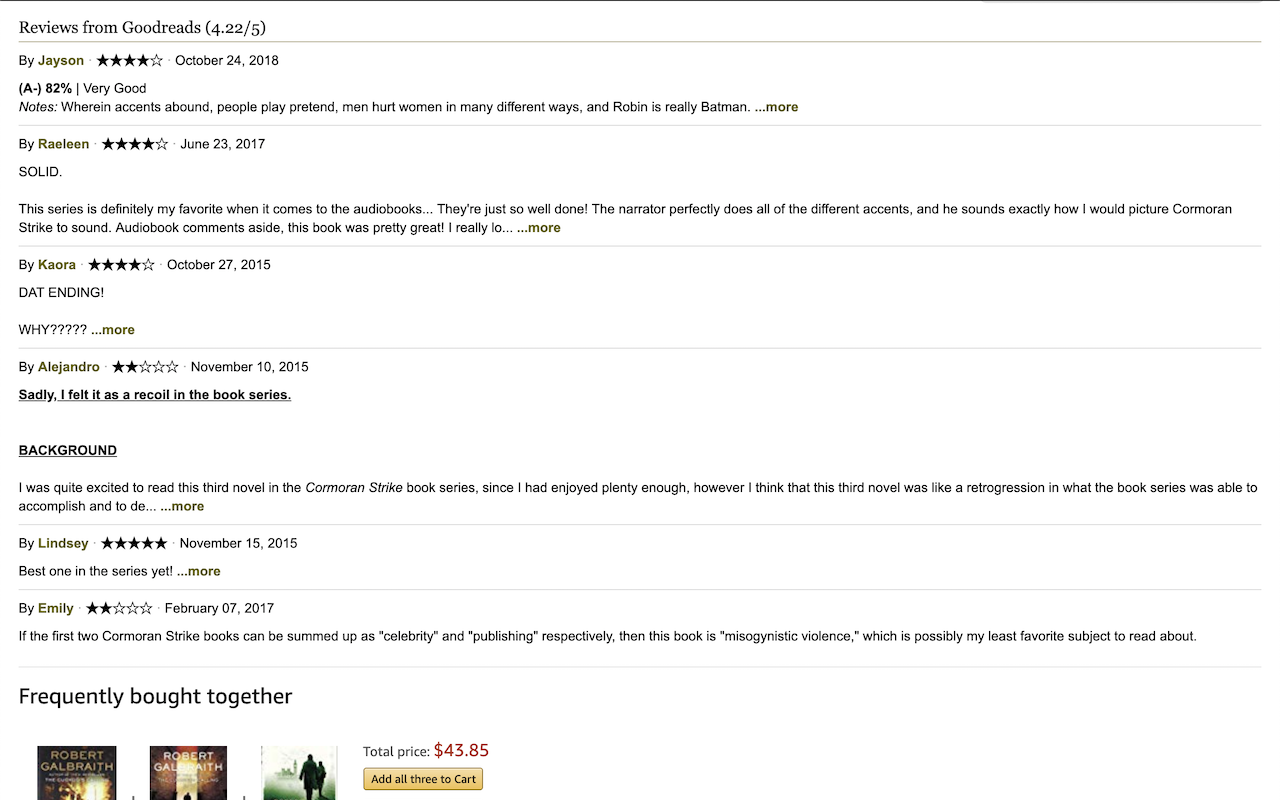 Reviews from Goodreads (4.22/5)
By Jayson · ★★★★☆ · October 24, 2018
(A-) 82% | Very Good
Notes: Wherein accents abound, people play pretend, men hurt women in many different ways, and Robin is really Batman. ...more
By Raeleen · ★★★★☆ · June 23, 2017
SOLID.
This series is definitely my favorite when it comes to the audiobooks... They're just so well done! The narrator perfectly does all of the different accents, and he sounds exactly how I would picture Cormoran
Strike to sound. Audiobook comments aside, this book was pretty great! I really lo... ...more
By Kaora · ★★★★☆ · October 27, 2015
DAT ENDING!
WHY????? ...more
By Alejandro · ★★☆☆☆ · November 10, 2015
Sadly, I felt it as a recoil in the book series.
BACKGROUND
I was quite excited to read this third novel in the Cormoran Strike book series, since I had enjoyed plenty enough, however I think that this third novel was like a retrogression in what the book series was able to
accomplish and to de... ...more
By Lindsey · ★★★★★ · November 15, 2015
Best one in the series yet! ...more
By Emily · ★★☆☆☆ · February 07, 2017
If the first two Cormoran Strike books can be summed up as "celebrity" and "publishing" respectively, then this book is "misogynistic violence," which is possibly my least favorite subject to read about.
Frequently bought together
ROBERT
GALBRAITH
ROBERT
GALBRAITH
Total price: $43.85
Add all three to Cart